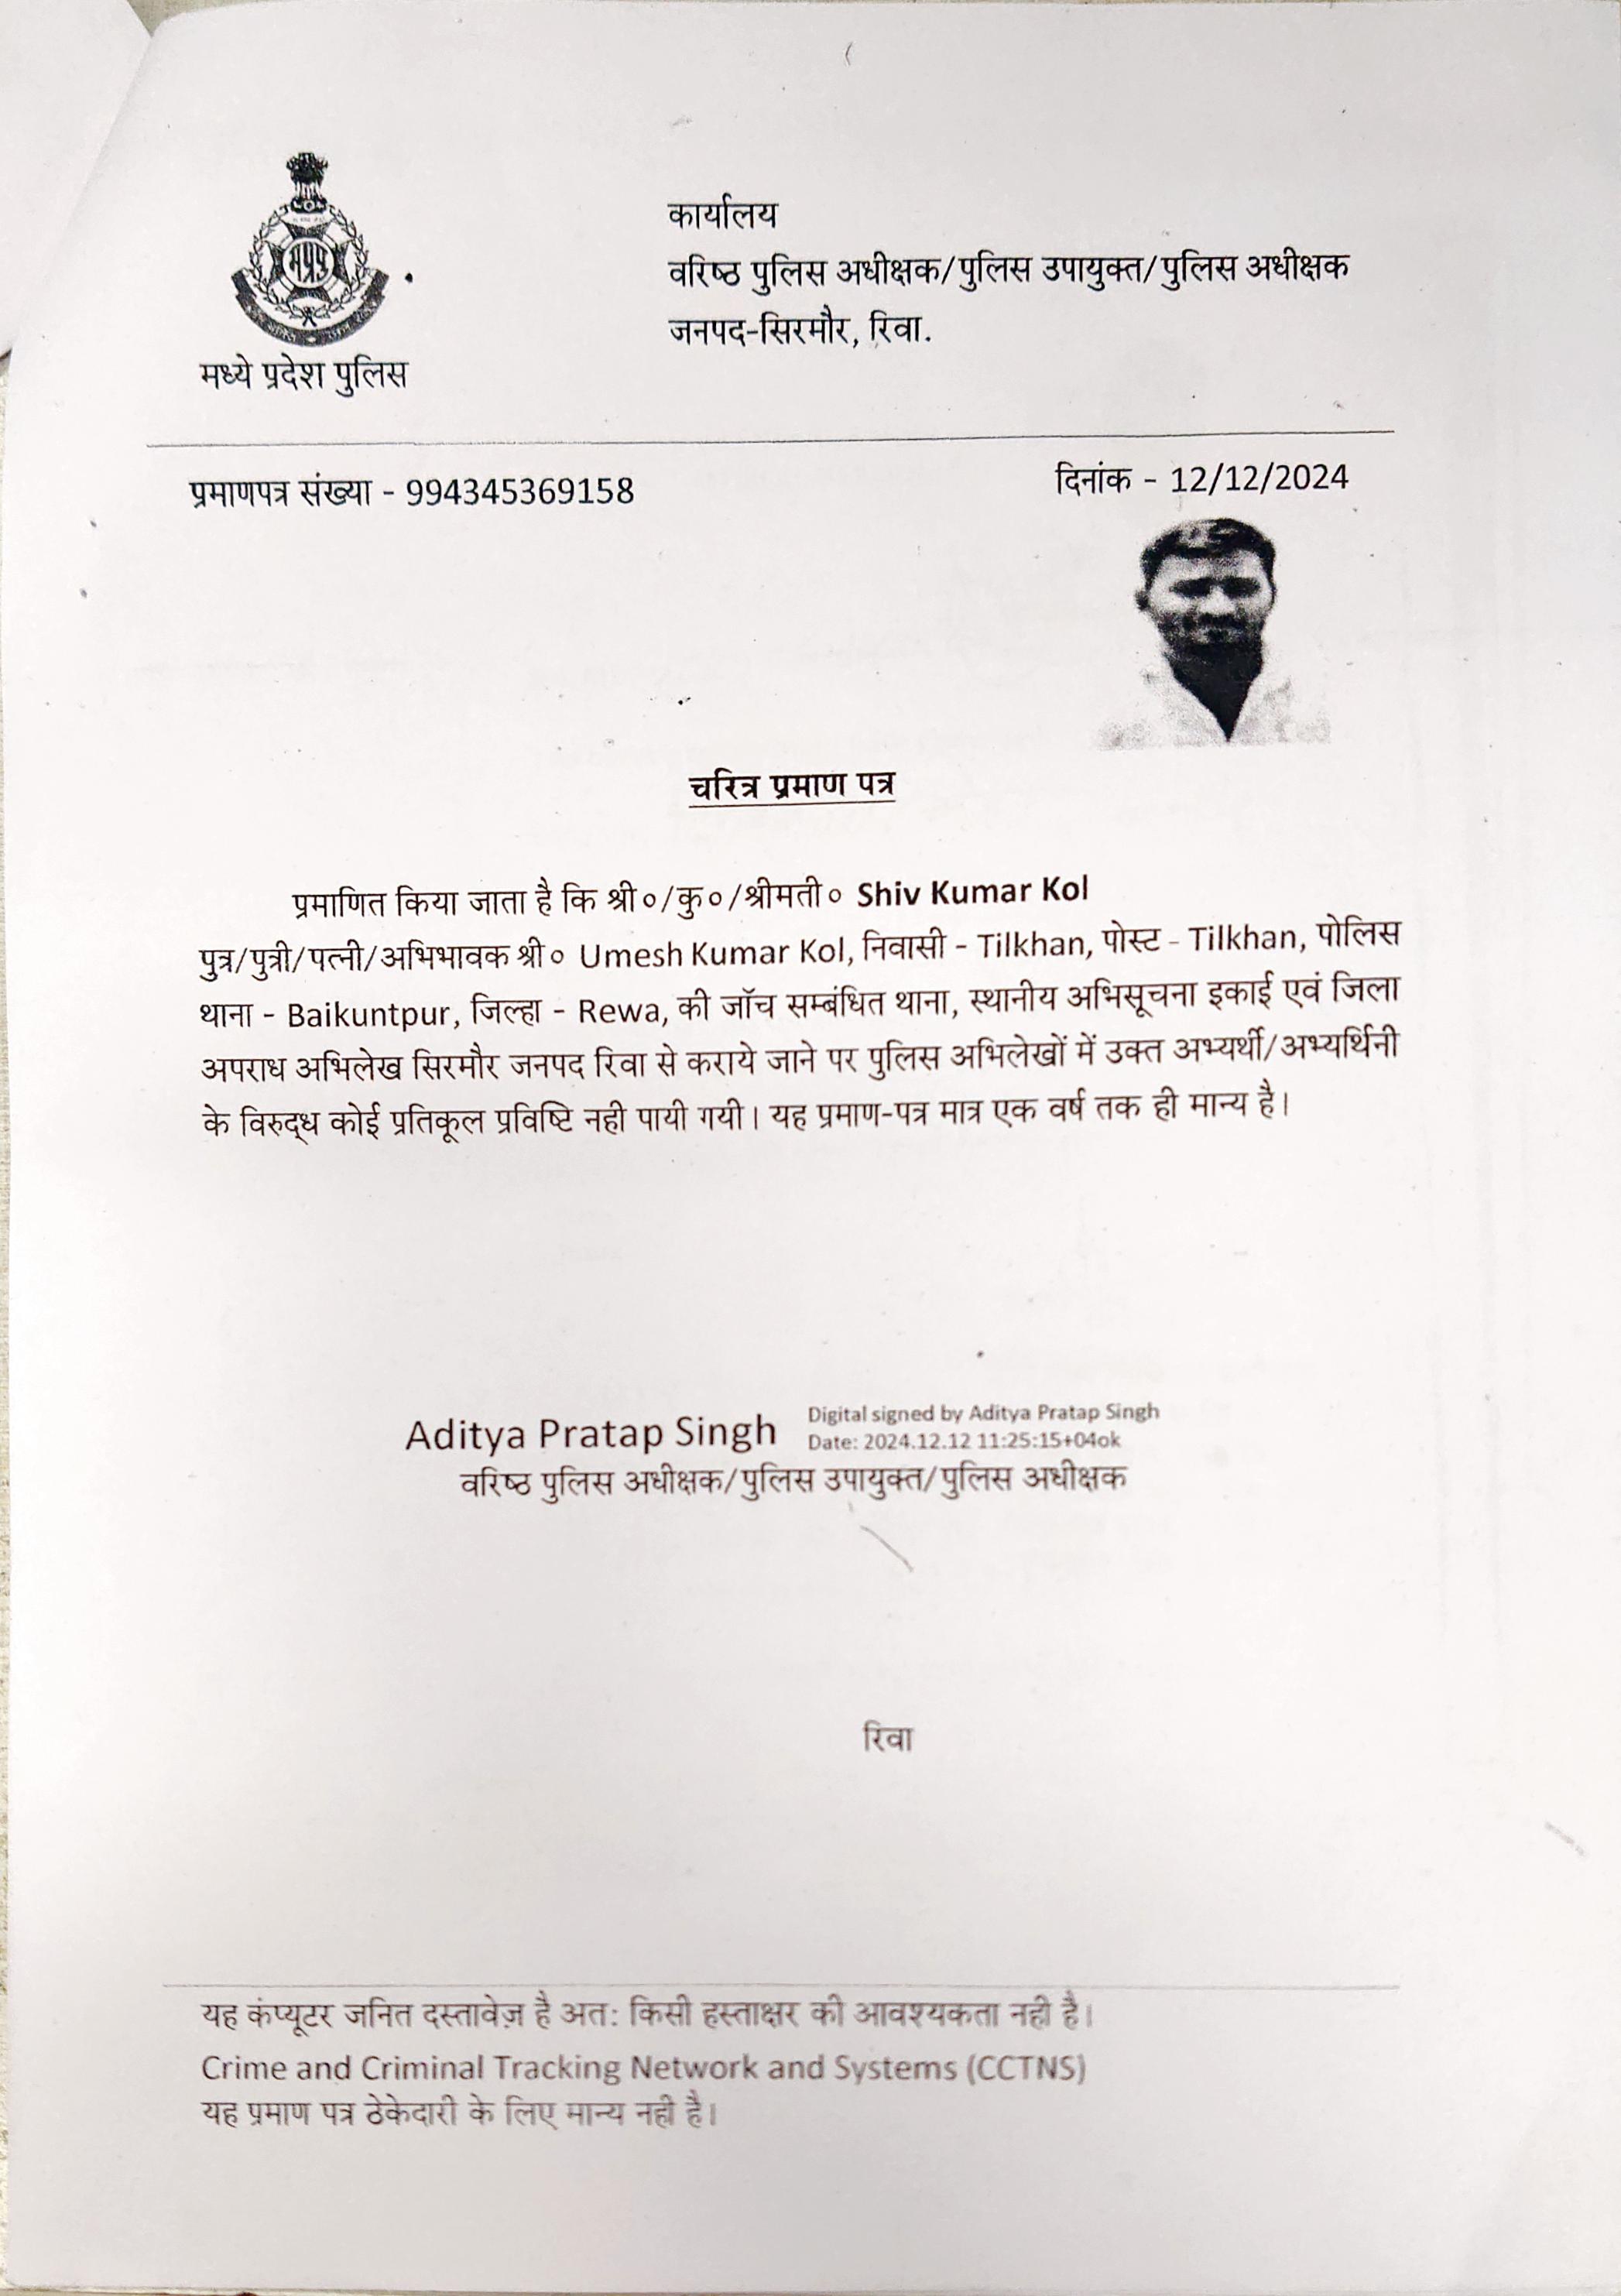 मप्रपु
मध्ये प्रदेश पुलिस
कार्यालय
वरिष्ठ पुलिस अधीक्षक/पुलिस उपायुक्त/पुलिस अधीक्षक
जनपद-सिरमौर, रिवा.
प्रमाणपत्र संख्या - 994345369158
दिनांक - 12/12/2024
चरित्र प्रमाण पत्र
प्रमाणित किया जाता है कि श्री०/कु०/श्रीमती० Shiv Kumar Kol
पुत्र/पुत्री/पत्नी/अभिभावक श्री० Umesh Kumar Kol, निवासी - Tilkhan, पोस्ट - Tilkhan, पोलिस
थाना - Baikuntpur, जिल्हा - Rewa, की जॉच सम्बंधित थाना, स्थानीय अभिसूचना इकाई एवं जिला
अपराध अभिलेख सिरमौर जनपद रिवा से कराये जाने पर पुलिस अभिलेखों में उक्त अभ्यर्थी/अभ्यर्थिनी
के विरुद्ध कोई प्रतिकूल प्रविष्टि नही पायी गयी। यह प्रमाण-पत्र मात्र एक वर्ष तक ही मान्य है।
Aditya Pratap Singh
Digital signed by Aditya Pratap Singh
Date: 2024.12.12 11:25:15+04ok
वरिष्ठ पुलिस अधीक्षक/पुलिस उपायुक्त/पुलिस अधीक्षक
रिवा
यह कंप्यूटर जनित दस्तावेज़ है अत: किसी हस्ताक्षर की आवश्यकता नही है।
Crime and Criminal Tracking Network and Systems (CCTNS)
यह प्रमाण पत्र ठेकेदारी के लिए मान्य नही है।